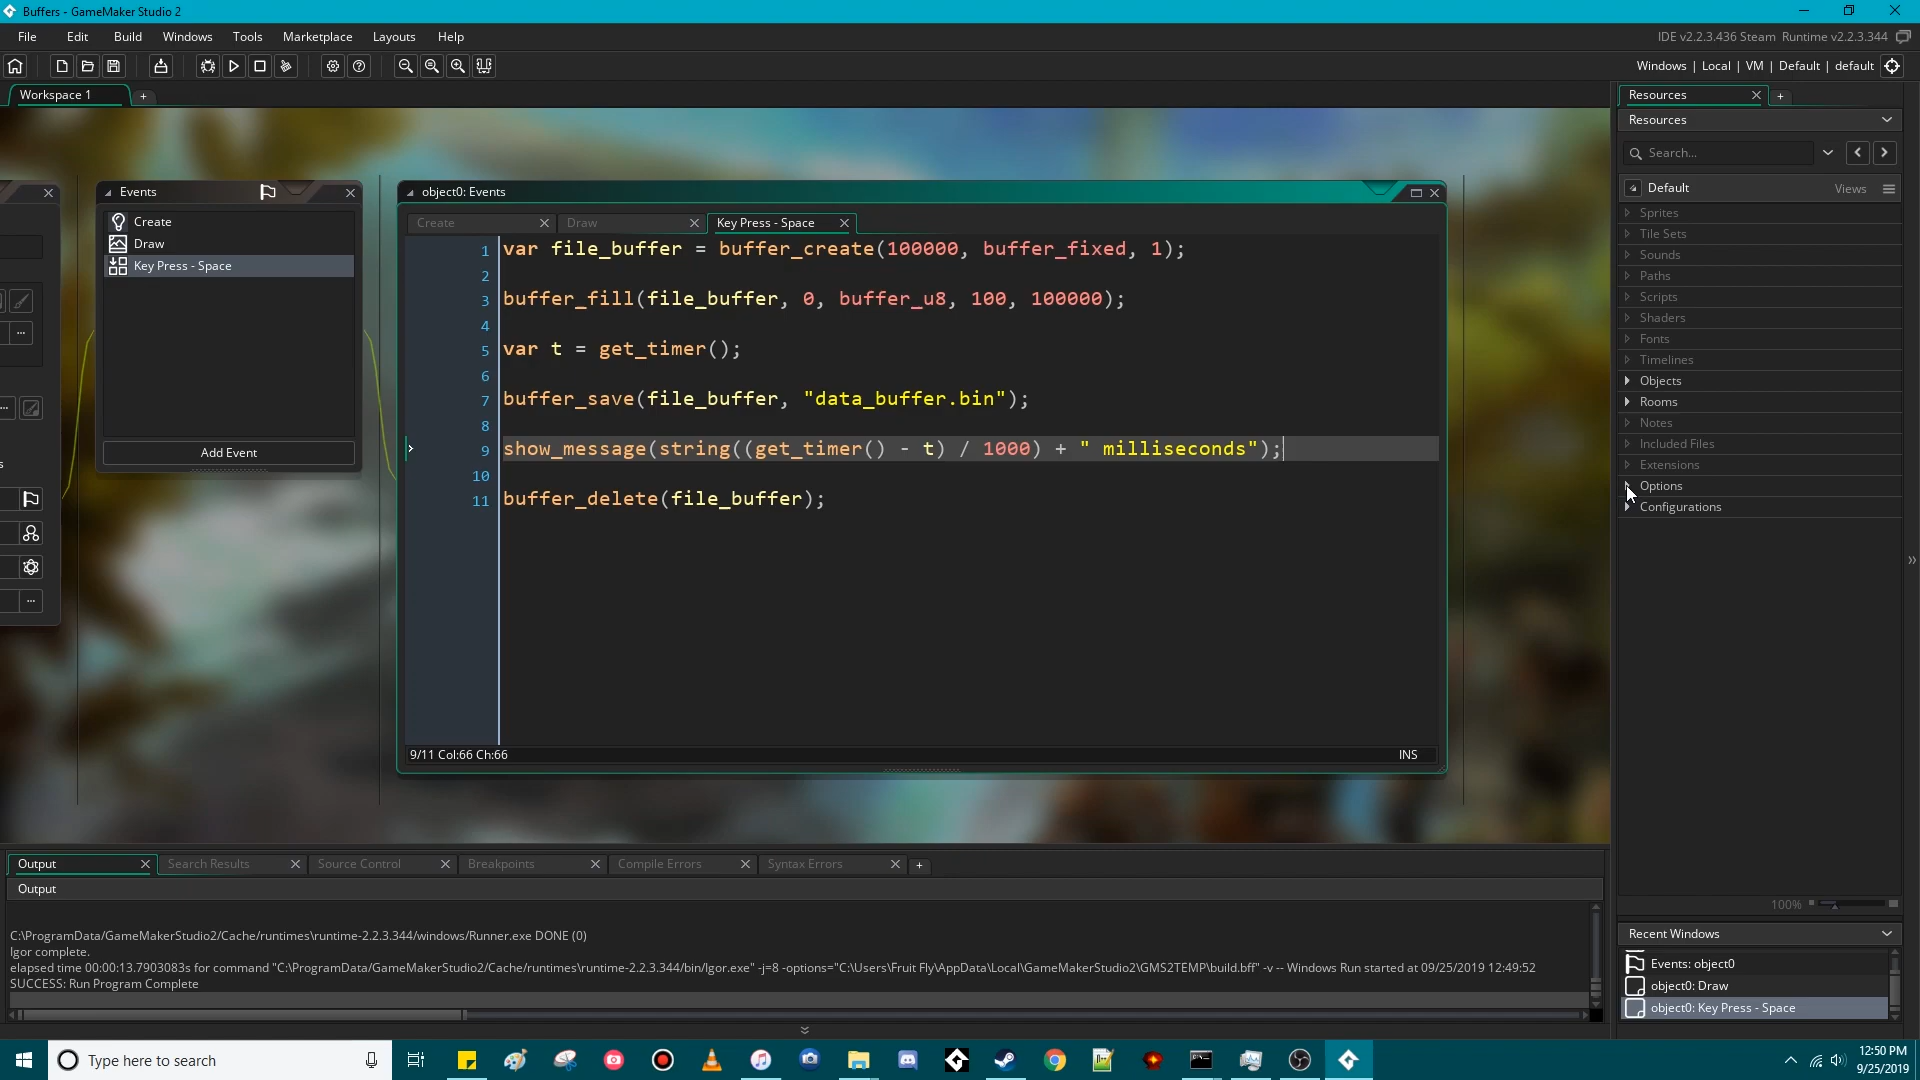 Buffers - GameMaker Studio 2
File Edit Build Windows Tools Marketplace Layouts Help
IDE v2.2.3.436 Steam Runtime v2.2.3.344
Windows | Local | VM | Default | default
Workspace 1
+
Events
Create
Draw
Key Press - Space
Add Event
s
object0: Events
Create
Draw
Key Press - Space
1 var file_buffer = buffer_create(100000, buffer_fixed, 1);
2
3 buffer_fill(file_buffer, 0, buffer_u8, 100, 100000);
4
5 var t = get_timer();
6
7 buffer_save(file_buffer, "data_buffer.bin");
8
9 show_message(string((get_timer() - t) / 1000) + " milliseconds");
10
11 buffer_delete(file_buffer);
9/11 Col:66 Ch:66
INS
Resources
+
Resources
Search...
Default
Views
Sprites
Tile Sets
Sounds
Paths
Scripts
Shaders
Fonts
Timelines
Objects
Rooms
Notes
Included Files
Extensions
Options
Configurations
100%
Recent Windows
Events: object0
object0: Draw
object0: Key Press - Space
Output
Search Results
Source Control
Breakpoints
Compile Errors
Syntax Errors
+
Output
C:\ProgramData/GameMakerStudio2/Cache/runtimes\runtime-2.2.3.344/windows/Runner.exe DONE (0)
Igor complete.
elapsed time 00:00:13.7903083s for command "C:\ProgramData/GameMakerStudio2/Cache/runtimes\runtime-2.2.3.344/bin/Igor.exe" -j=8 -options="C:\Users\Fruit Fly\AppData\Local\GameMakerStudio2\GMS2TEMP\build.bff" -v -- Windows Run started at 09/25/2019 12:49:52
SUCCESS: Run Program Complete
Type here to search
12:50 PM
9/25/2019